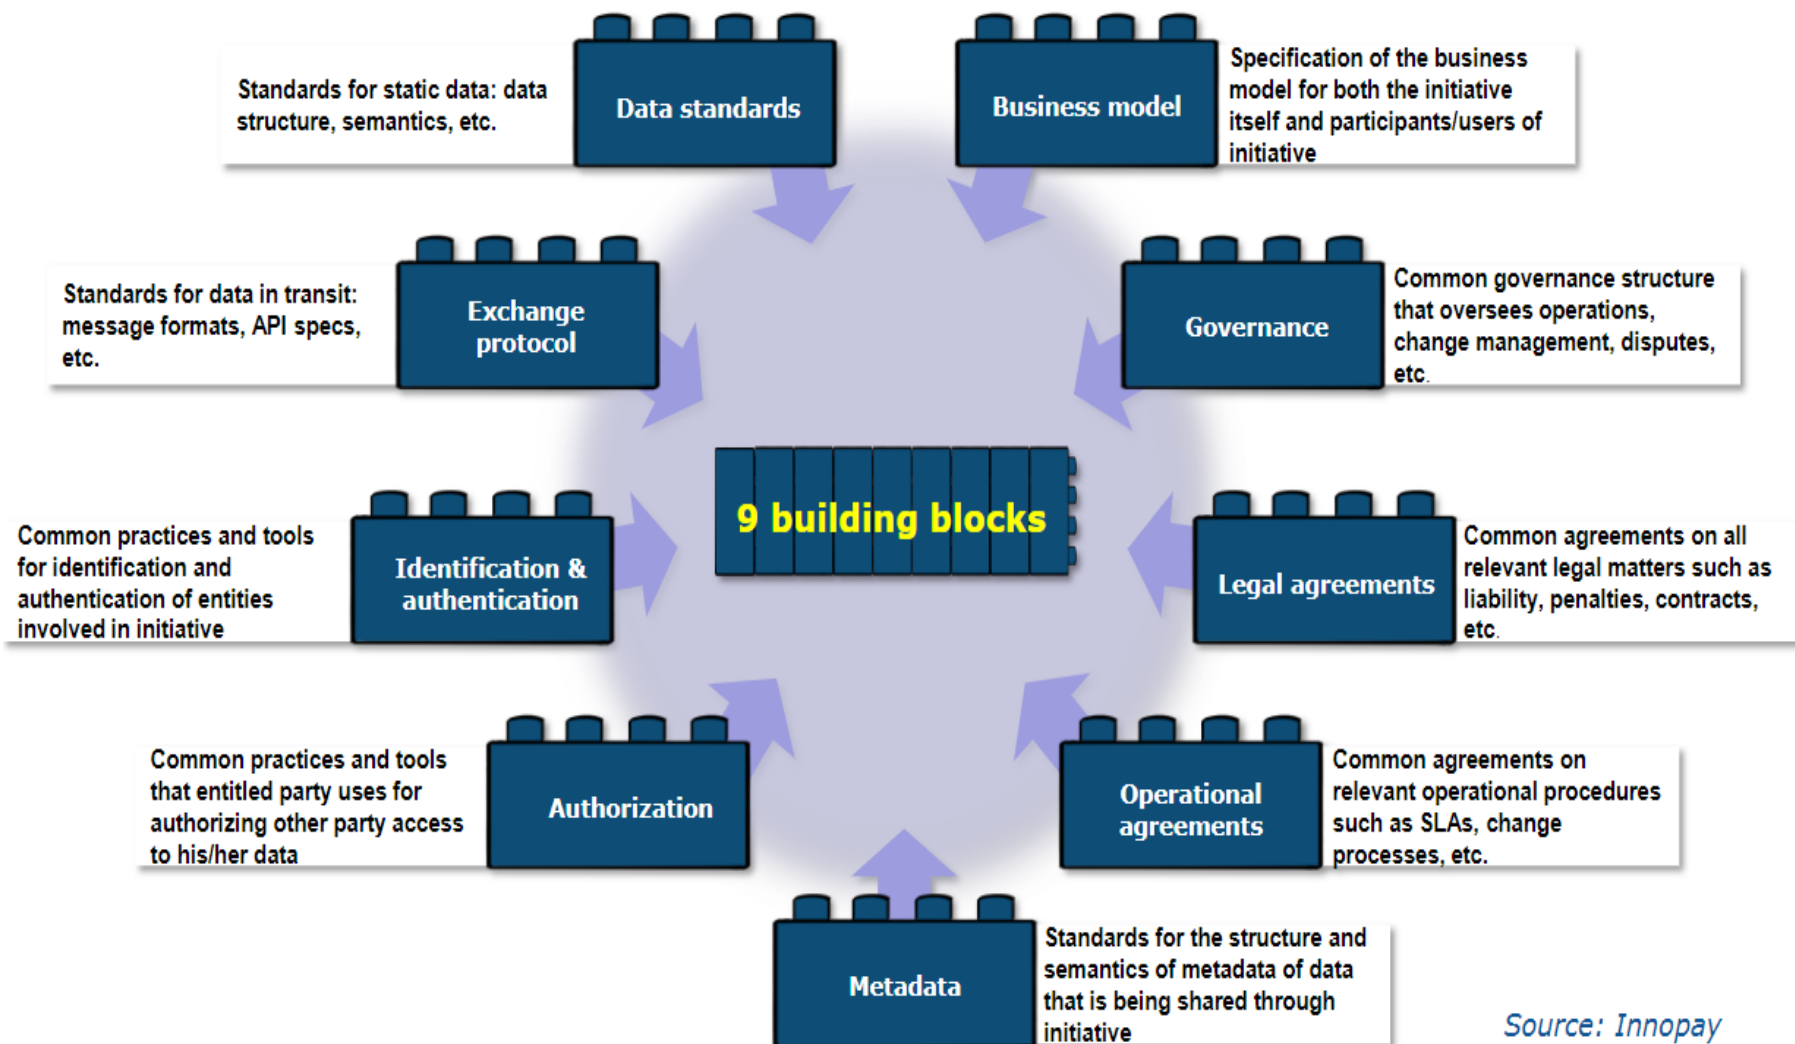 Data standards
Standards for static data: data
structure, semantics, etc.
Business model
Specification of the business
model for both the initiative
itself and participants/users of
initiative
Exchange
protocol
Standards for data in transit:
message formats, API specs,
etc.
Governance
Common governance structure
that oversees operations,
change management, disputes,
etc.
9 building blocks
Identification &
authentication
Common practices and tools
for identification and
authentication of entities
involved in initiative
Legal agreements
Common agreements on all
relevant legal matters such as
liability, penalties, contracts,
etc.
Authorization
Common practices and tools
that entitled party uses for
authorizing other party access
to his/her data
Operational
agreements
Common agreements on
relevant operational procedures
such as SLAs, change
processes, etc.
Metadata
Standards for the structure and
semantics of metadata of data
that is being shared through
initiative
Source: Innopay